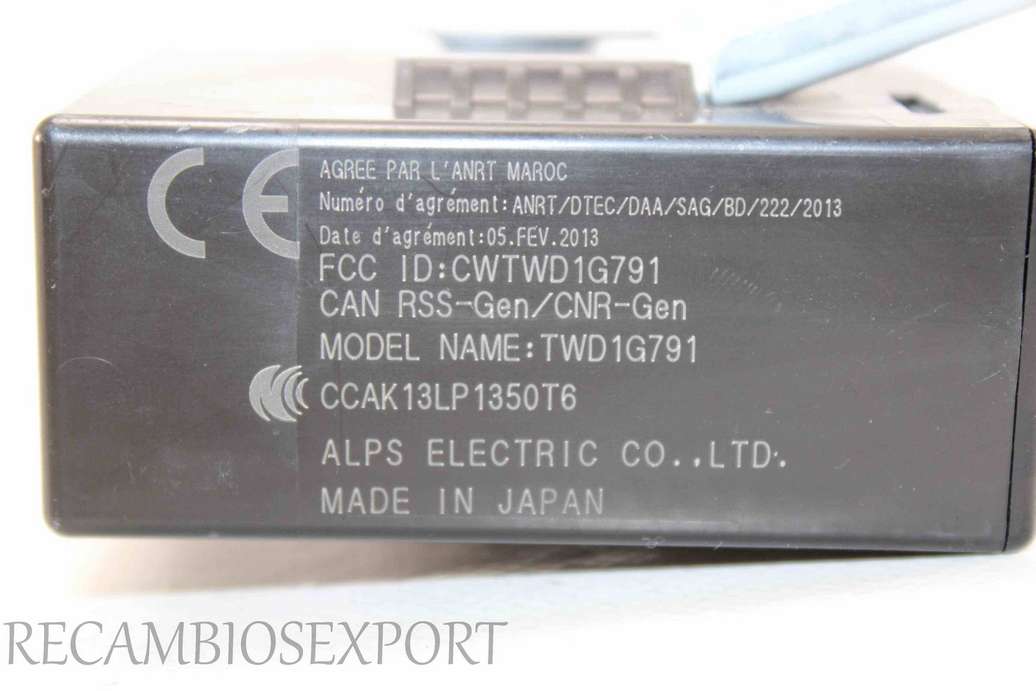 CE
AGREE PAR L'ANRT MAROC
Numéro d'agrément:ANRT/DTEC/DAA/SAG/BD/222/2013
Date d'agrément:05.FEV.2013
FCC ID:CWTWD1G791
CAN RSS-Gen/CNR-Gen
MODEL NAME:TWD1G791
CCAK13LP1350T6
ALPS ELECTRIC CO.,LTD.
MADE IN JAPAN
RECAMBIOSEXPORT